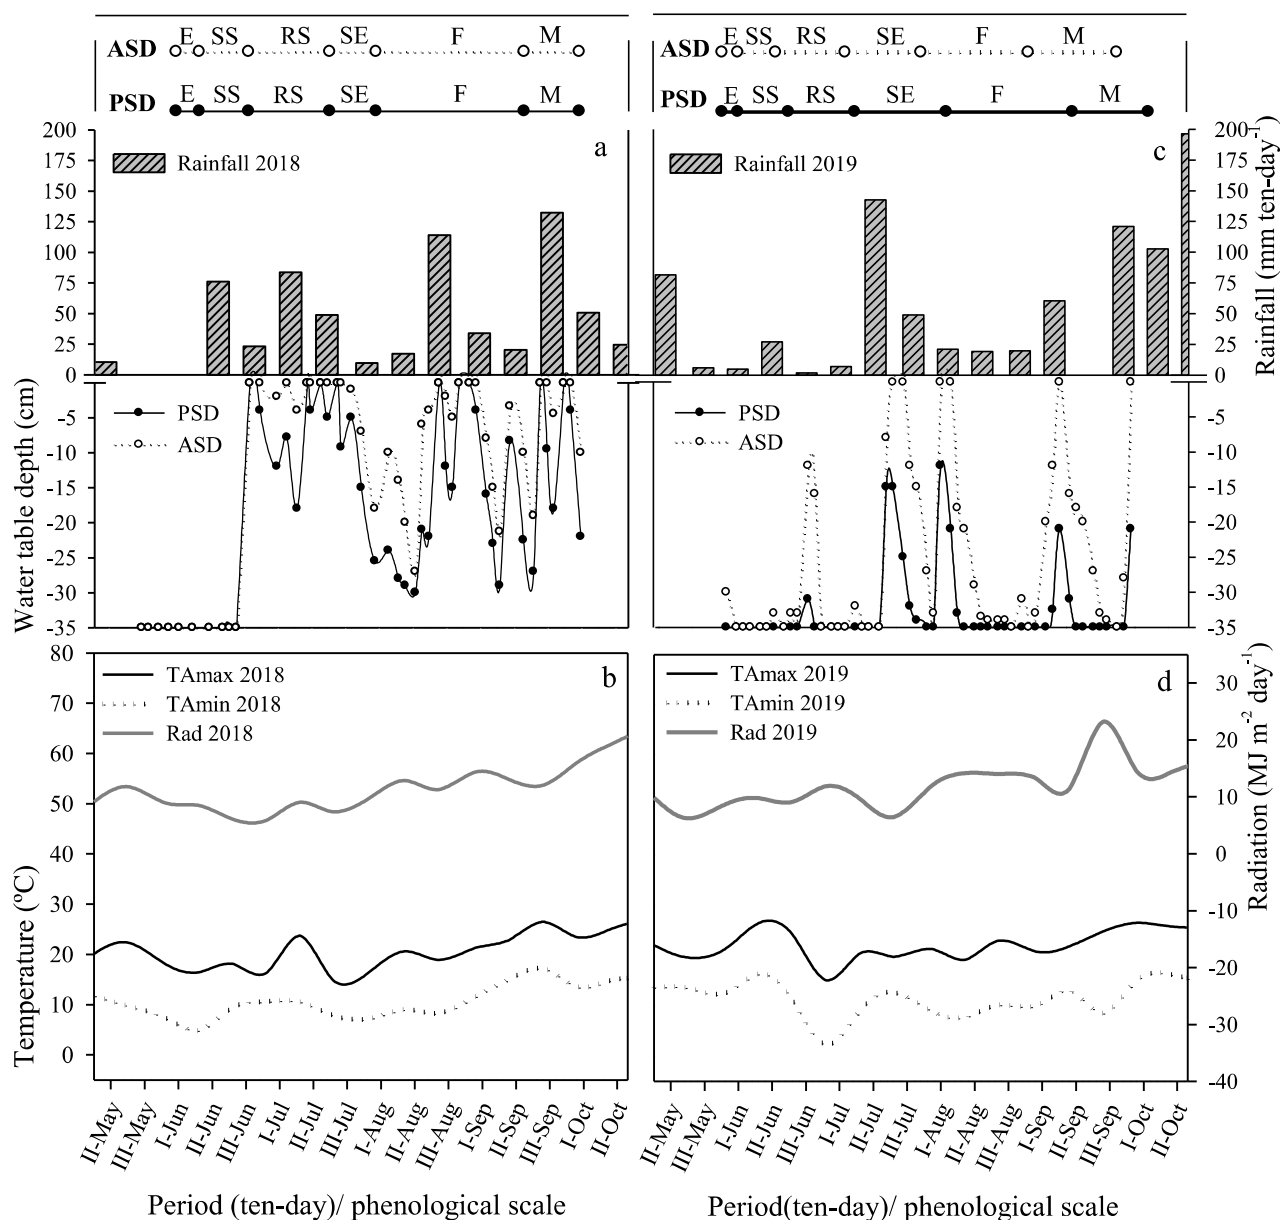 E SS RS SE F M
ASD
E SS RS SE F M
PSD
E SS RS SE F M
ASD
E SS RS SE F M
PSD
200
175
150
125
100
75
50
25
0
Rainfall 2018
a
Rainfall 2019
c
200
175
150
125
100
75
50
25
0
Rainfall (mm ten-day-1)
Water table depth (cm)
-5
-10
-15
-20
-25
-30
-35
PSD
ASD
PSD
ASD
-5
-10
-15
-20
-25
-30
-35
Temperature (ºC)
80
70
60
50
40
30
20
10
0
TAmax 2018
TAmin 2018
Rad 2018
b
TAmax 2019
TAmin 2019
Rad 2019
d
30
20
10
0
-10
-20
-30
-40
Radiation (MJ m-2 day-1)
II-May
III-May
I-Jun
II-Jun
III-Jun
I-Jul
II-Jul
III-Jul
I-Aug
II-Aug
III-Aug
I-Sep
II-Sep
III-Sep
I-Oct
II-Oct
II-May
III-May
I-Jun
II-Jun
III-Jun
I-Jul
II-Jul
III-Jul
I-Aug
II-Aug
III-Aug
I-Sep
II-Sep
III-Sep
I-Oct
II-Oct
Period (ten-day)/ phenological scale
Period(ten-day)/ phenological scale